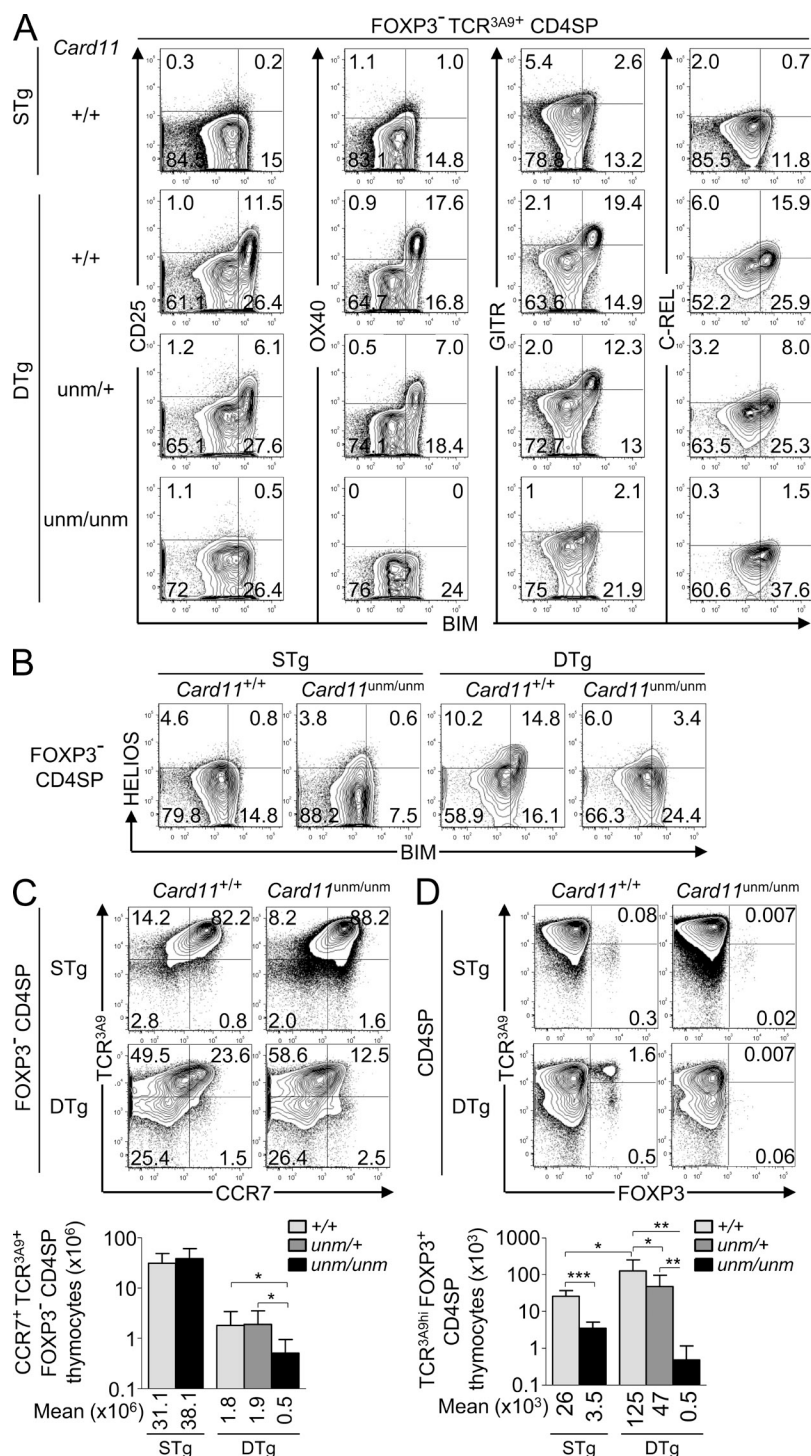 A
FOXP3⁻ TCR³ᴬ⁹⁺ CD4SP
Card11
STg
+/+
0.3 0.2
84.5 15
1.1 1.0
83.1 14.8
5.4 2.6
78.8 13.2
2.0 0.7
85.5 11.8
DTg
+/+
1.0 11.5
61.1 26.4
0.9 17.6
64.7 16.8
2.1 19.4
63.6 14.9
6.0 15.9
52.2 25.9
CD25
OX40
GITR
C-REL
unm/+
1.2 6.1
65.1 27.6
0.5 7.0
74.1 18.4
2.0 12.3
72.7 13
3.2 8.0
63.5 25.3
unm/unm
1.1 0.5
72 26.4
0 0
76 24
1 2.1
75 21.9
0.3 1.5
60.6 37.6
BIM
B
STg DTg
Card11⁺/⁺ Card11ᵘⁿᵐ/ᵘⁿᵐ Card11⁺/⁺ Card11ᵘⁿᵐ/ᵘⁿᵐ
FOXP3⁻
CD4SP
HELIOS
4.6 0.8
79.8 14.8
3.8 0.6
88.2 7.5
10.2 14.8
58.9 16.1
6.0 3.4
66.3 24.4
BIM
C
Card11⁺/⁺ Card11ᵘⁿᵐ/ᵘⁿᵐ
FOXP3⁻ CD4SP
STg
14.2 82.2
2.8 0.8
8.2 88.2
2.0 1.6
TCR³ᴬ⁹
DTg
49.5 23.6
25.4 1.5
58.6 12.5
26.4 2.5
CCR7
CCR7⁺ TCR³ᴬ⁹⁺
FOXP3⁻ CD4SP
thymocytes (x10⁶)
100
10
1
0.1
+/+
unm/+
unm/unm
*
*
Mean (x10⁶)
31.1 38.1 1.8 1.9 0.5
STg DTg
D
Card11⁺/⁺ Card11ᵘⁿᵐ/ᵘⁿᵐ
CD4SP
STg
0.08
0.3
0.007
0.02
TCR³ᴬ⁹
DTg
1.6
0.5
0.007
0.06
FOXP3
TCR³ᴬ⁹ʰⁱ FOXP3⁺
CD4SP
thymocytes (x10³)
1000
100
10
1
0.1
+/+
unm/+
unm/unm
**
* *
*** **
Mean
(x10³)
26 3.5 125 47 0.5
STg DTg